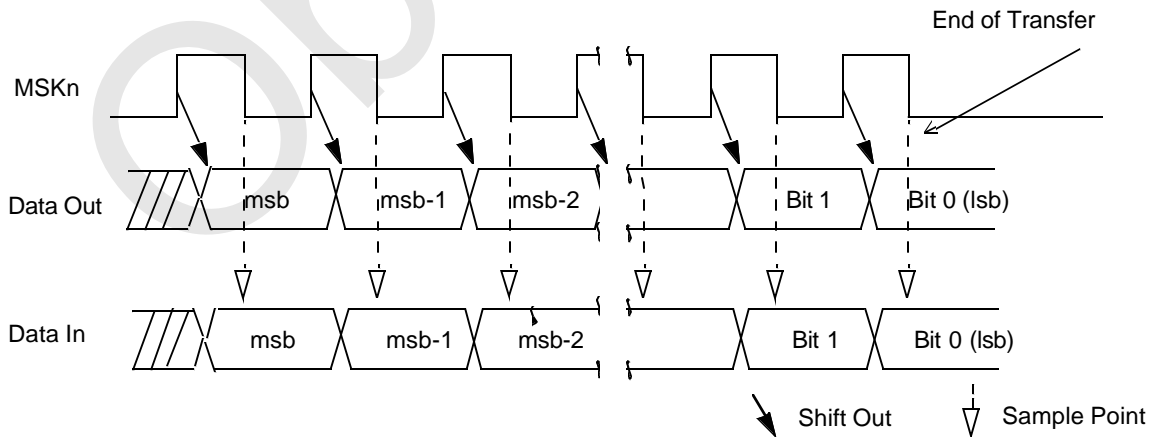 End of Transfer
MSKn
Data Out
msb
msb-1
msb-2
Bit 1
Bit 0 (lsb)
Data In
msb
msb-1
msb-2
Bit 1
Bit 0 (lsb)
Shift Out
Sample Point